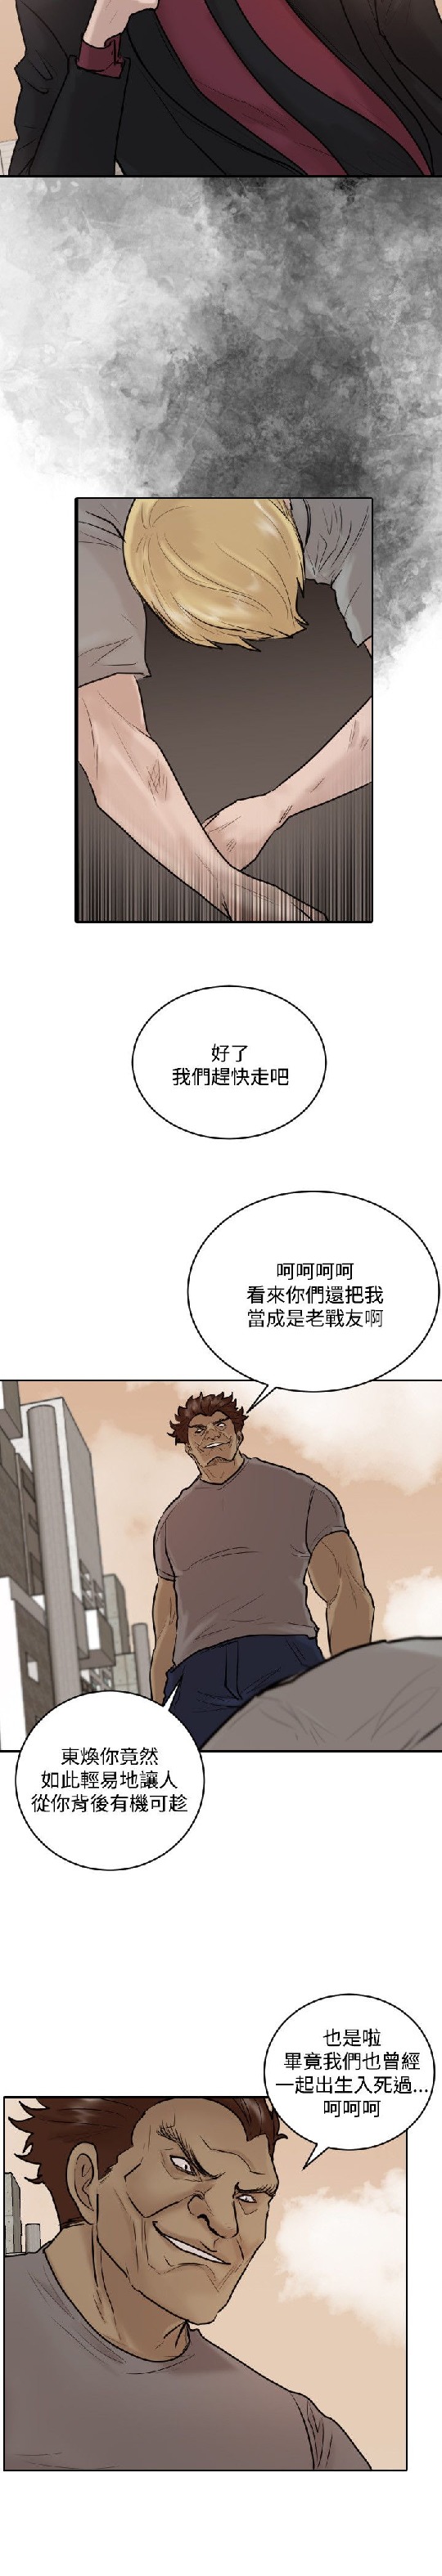 好了
我們趕快走吧
呵呵呵呵
看來你們還把我
當成是老戰友啊
東煥你竟然
如此輕易地讓人
從你背後有機可趁
也是啦
畢竟我們也曾經
一起出生入死過...
呵呵呵